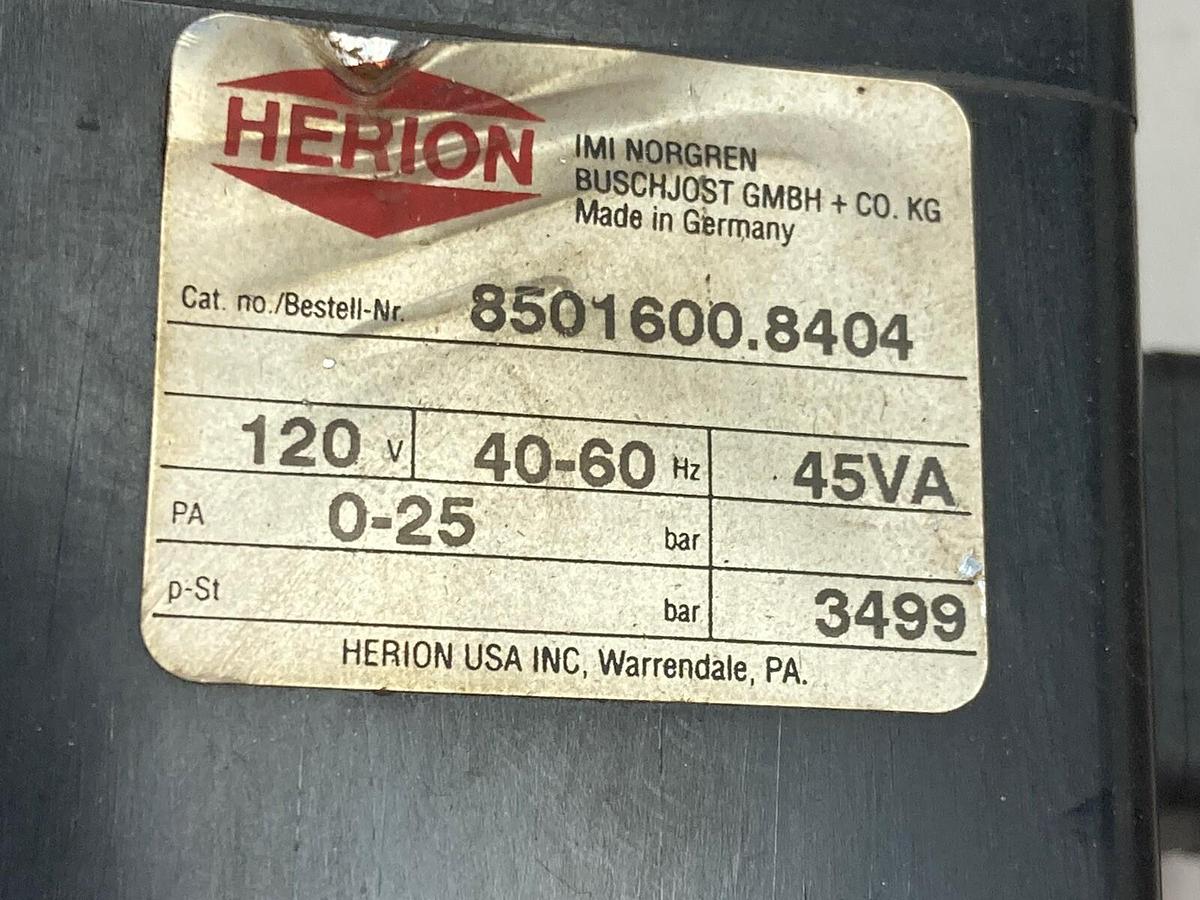 HERION
IMI NORGREN
BUSCHJOST GMBH + CO. KG
Made in Germany
Cat. no./Bestell-Nr. 8501600.8404
120 V 40-60 Hz 45VA
PA 0-25 bar
p-St bar 3499
HERION USA INC, Warrendale, PA.